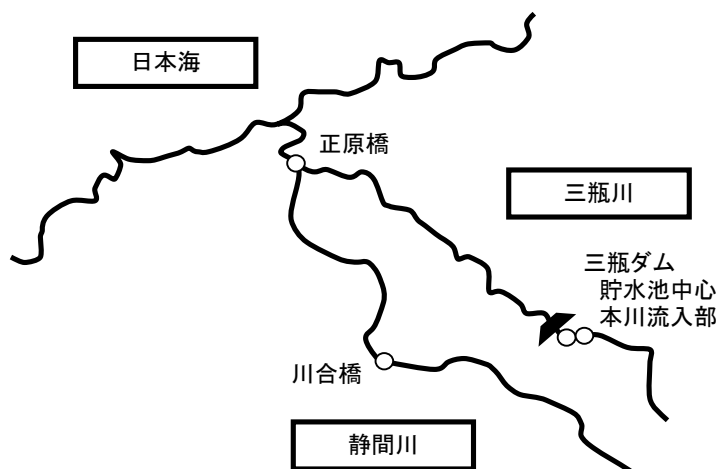 日本海
正原橋
三瓶川
三瓶ダム
貯水池中心
本川流入部
川合橋
静間川